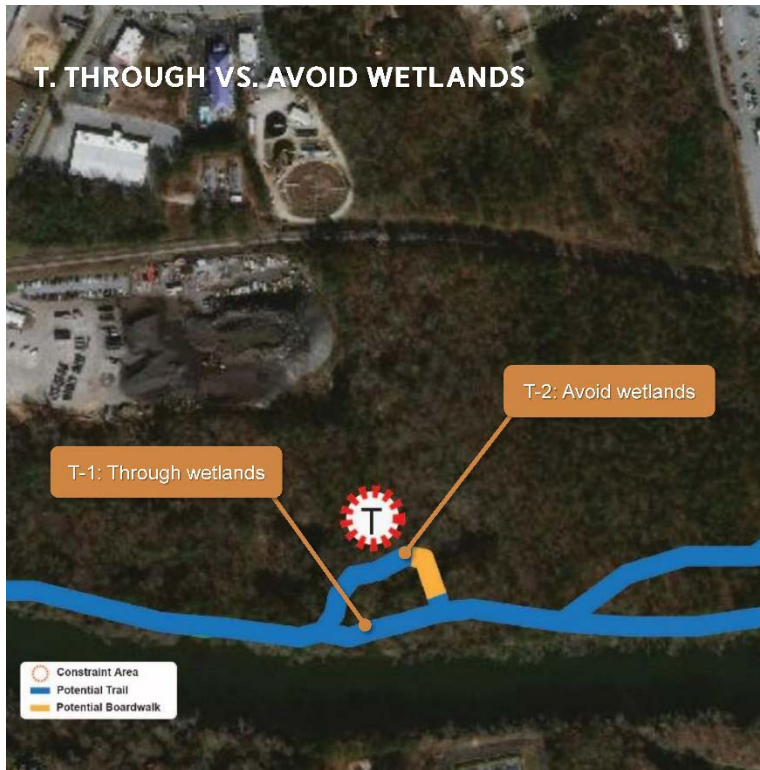 T. THROUGH VS. AVOID WETLANDS
T-2: Avoid wetlands
T-1: Through wetlands
T
Constraint Area
Potential Trail
Potential Boardwalk